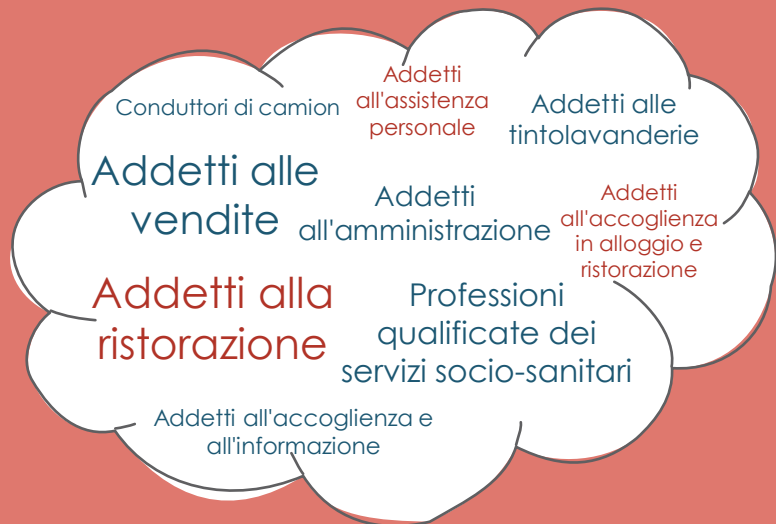 Conduttori di camion
Addetti
all'assistenza
personale
Addetti alle
tintolavanderie
Addetti alle
vendite
Addetti
all'amministrazione
Addetti
all'accoglienza
in alloggio e
ristorazione
Addetti alla
ristorazione
Professioni
qualificate dei
servizi socio-sanitari
Addetti all'accoglienza e
all'informazione